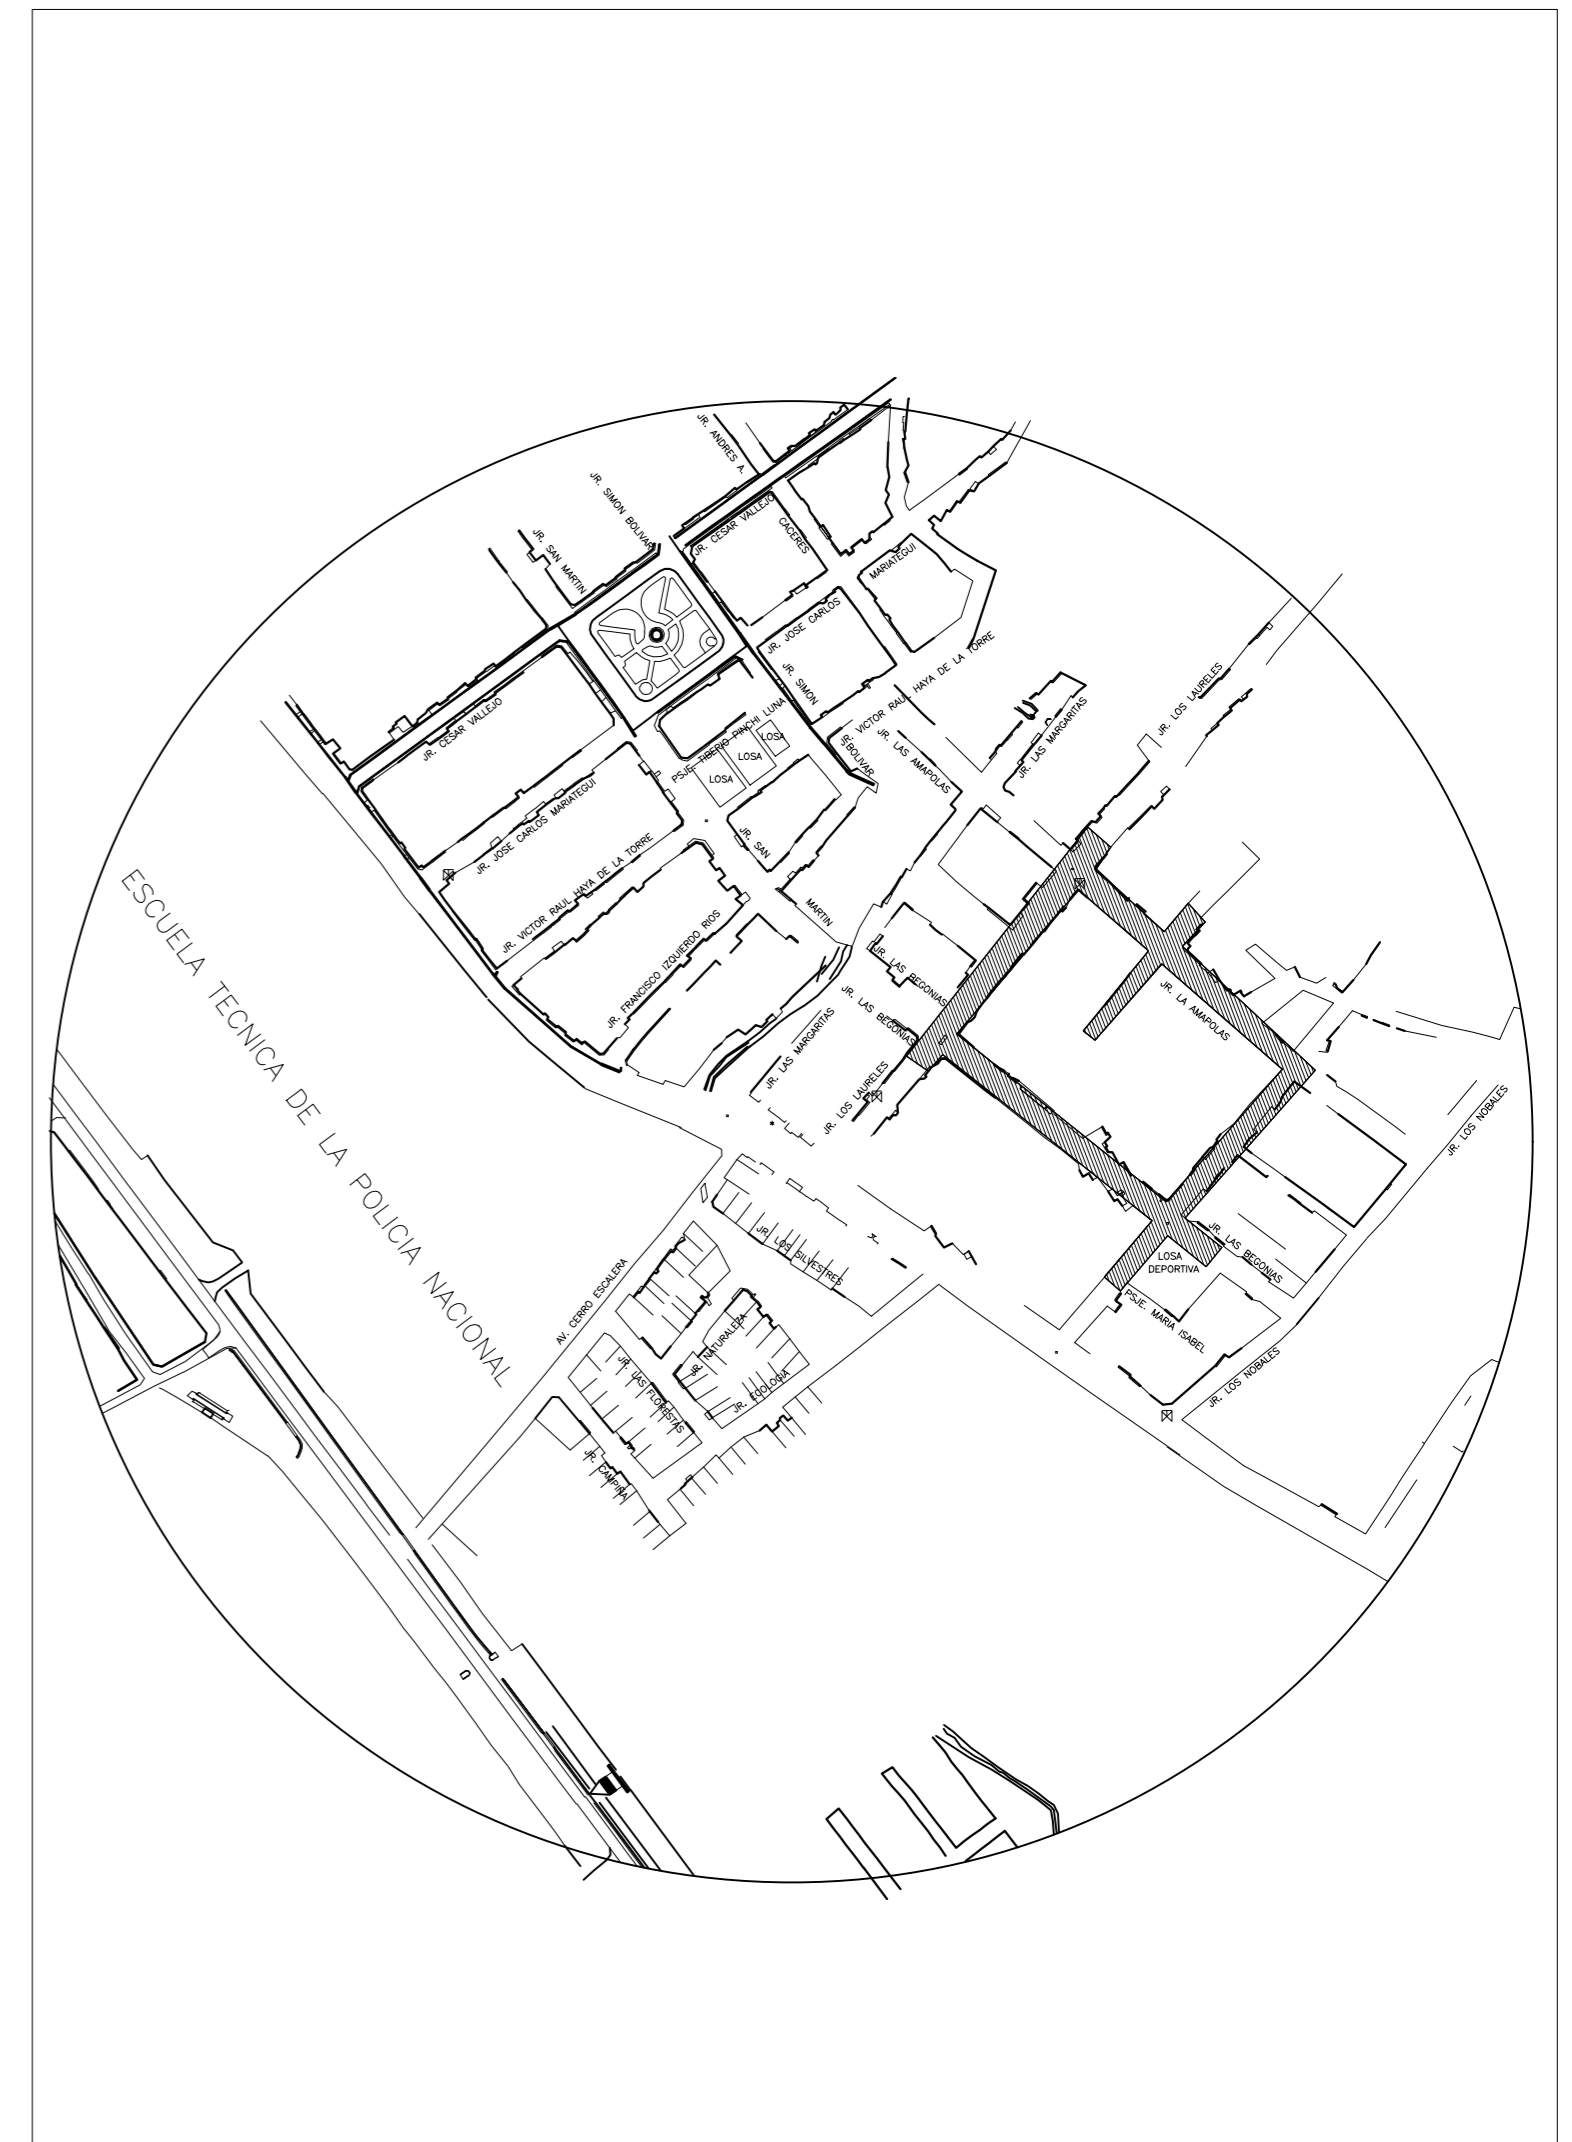 JR. ANDRES A.
JR. SIMON BOLIVAR
JR. CESAR VALLEJO
CACERES
JR. SAN MARTIN
MARIATEGUI
JR. JOSE CARLOS
JR. VICTOR RAUL HAYA DE LA TORRE
JR. SIMON
BOLIVAR
JR. LOS LAURELES
JR. LAS MARGARITAS
JR. CESAR VALLEJO
PSJE. TIBERIO PINCHI LUNA
LOSA
LOSA
LOSA
JR. LAS AMAPOLAS
JR. JOSE CARLOS MARIATEGUI
JR. SAN
MARTIN
JR. VICTOR RAUL HAYA DE LA TORRE
JR. FRANCISCO IZQUIERDO RIOS
ESCUELA TECNICA DE LA POLICIA NACIONAL
JR. LAS BEGONIAS
JR. LAS BEGONIAS
JR. LA AMAPOLAS
JR. LAS MARGARITAS
JR. LOS LAURELES
JR. LOS NOBALES
JR. LOS SILVESTRES
JR. LAS BEGONIAS
LOSA
DEPORTIVA
PSJE. MARIA ISABEL
AV. CERRO ESCALERA
JR. NATURALEZA
JR. LAS FLORESTAS
JR. ECOLOGIA
JR. LOS NOBALES
JR. CAMPIÑA